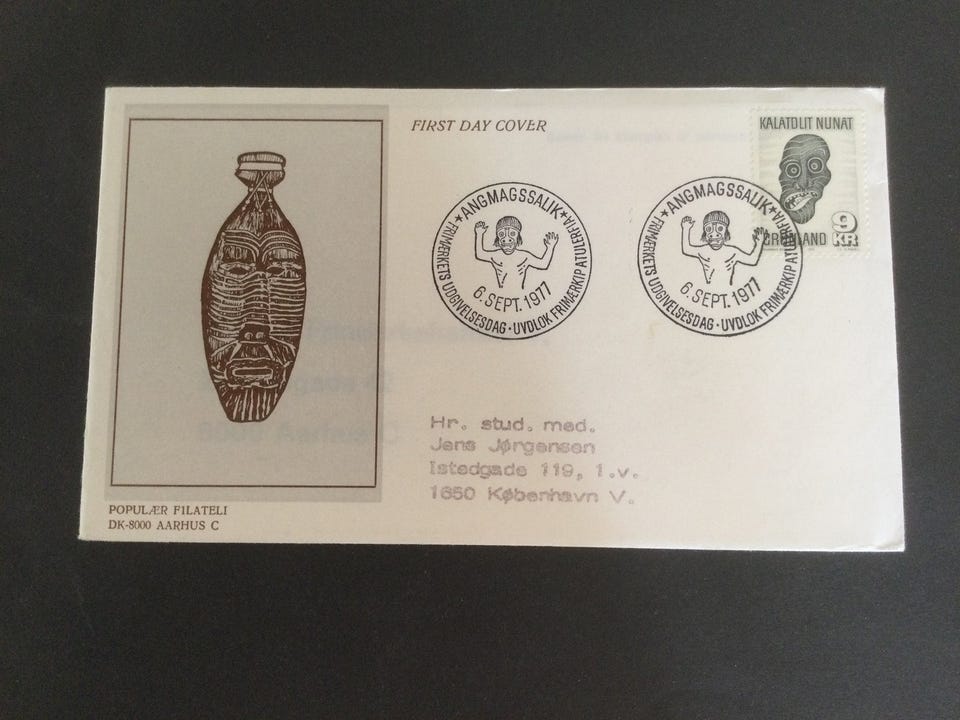 FIRST DAY COVER
KALATDLIT NUNAT
9
KR
GRØNLAND
★ ANGMAGSSALIK ★
FRIMÆRKETS UDGIVELSESDAG · UVDLOK FRIMÆRKIP ATULERFIA
6. SEPT. 1977
★ ANGMAGSSALIK ★
FRIMÆRKETS UDGIVELSESDAG · UVDLOK FRIMÆRKIP ATULERFIA
6. SEPT. 1977
Hr. stud. med.
Jens Jørgensen
Istedgade 119, 1.v.
1650 København V.
POPULÆR FILATELI
DK-8000 AARHUS C